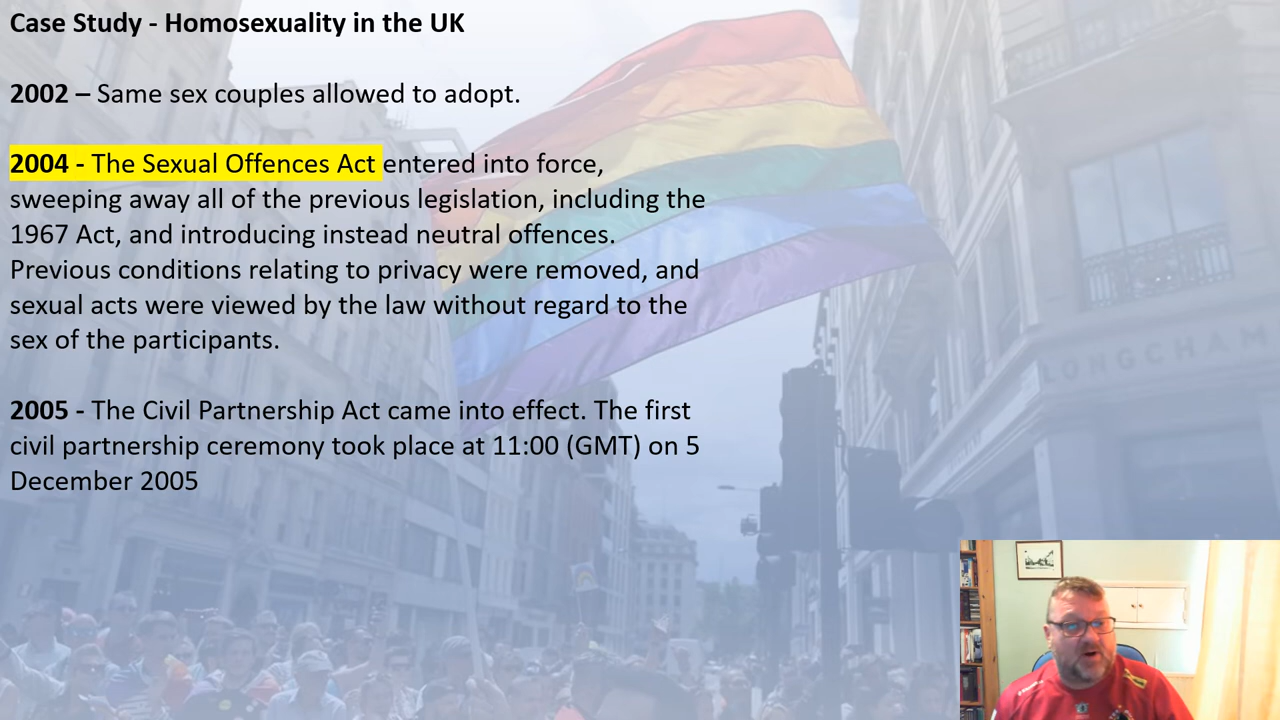 Case Study - Homosexuality in the UK
2002 – Same sex couples allowed to adopt.
2004 - The Sexual Offences Act entered into force,
sweeping away all of the previous legislation, including the
1967 Act, and introducing instead neutral offences.
Previous conditions relating to privacy were removed, and
sexual acts were viewed by the law without regard to the
sex of the participants.
2005 - The Civil Partnership Act came into effect. The first
civil partnership ceremony took place at 11:00 (GMT) on 5
December 2005
LONGCHAM